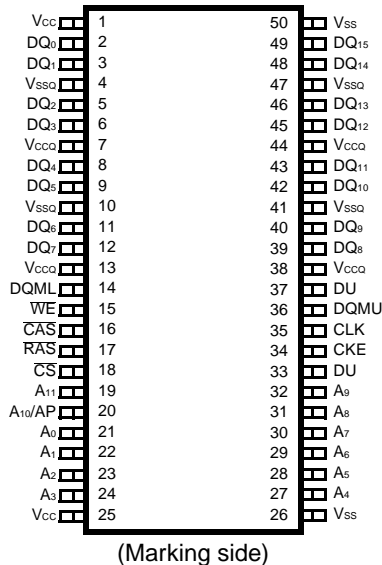 VCC 1 50 VSS
DQ0 2 49 DQ15
DQ1 3 48 DQ14
VSSQ 4 47 VSSQ
DQ2 5 46 DQ13
DQ3 6 45 DQ12
VCCQ 7 44 VCCQ
DQ4 8 43 DQ11
DQ5 9 42 DQ10
VSSQ 10 41 VSSQ
DQ6 11 40 DQ9
DQ7 12 39 DQ8
VCCQ 13 38 VCCQ
DQML 14 37 DU
W̅E̅ 15 36 DQMU
C̅A̅S̅ 16 35 CLK
R̅A̅S̅ 17 34 CKE
C̅S̅ 18 33 DU
A11 19 32 A9
A10/AP 20 31 A8
A0 21 30 A7
A1 22 29 A6
A2 23 28 A5
A3 24 27 A4
VCC 25 26 VSS
(Marking side)